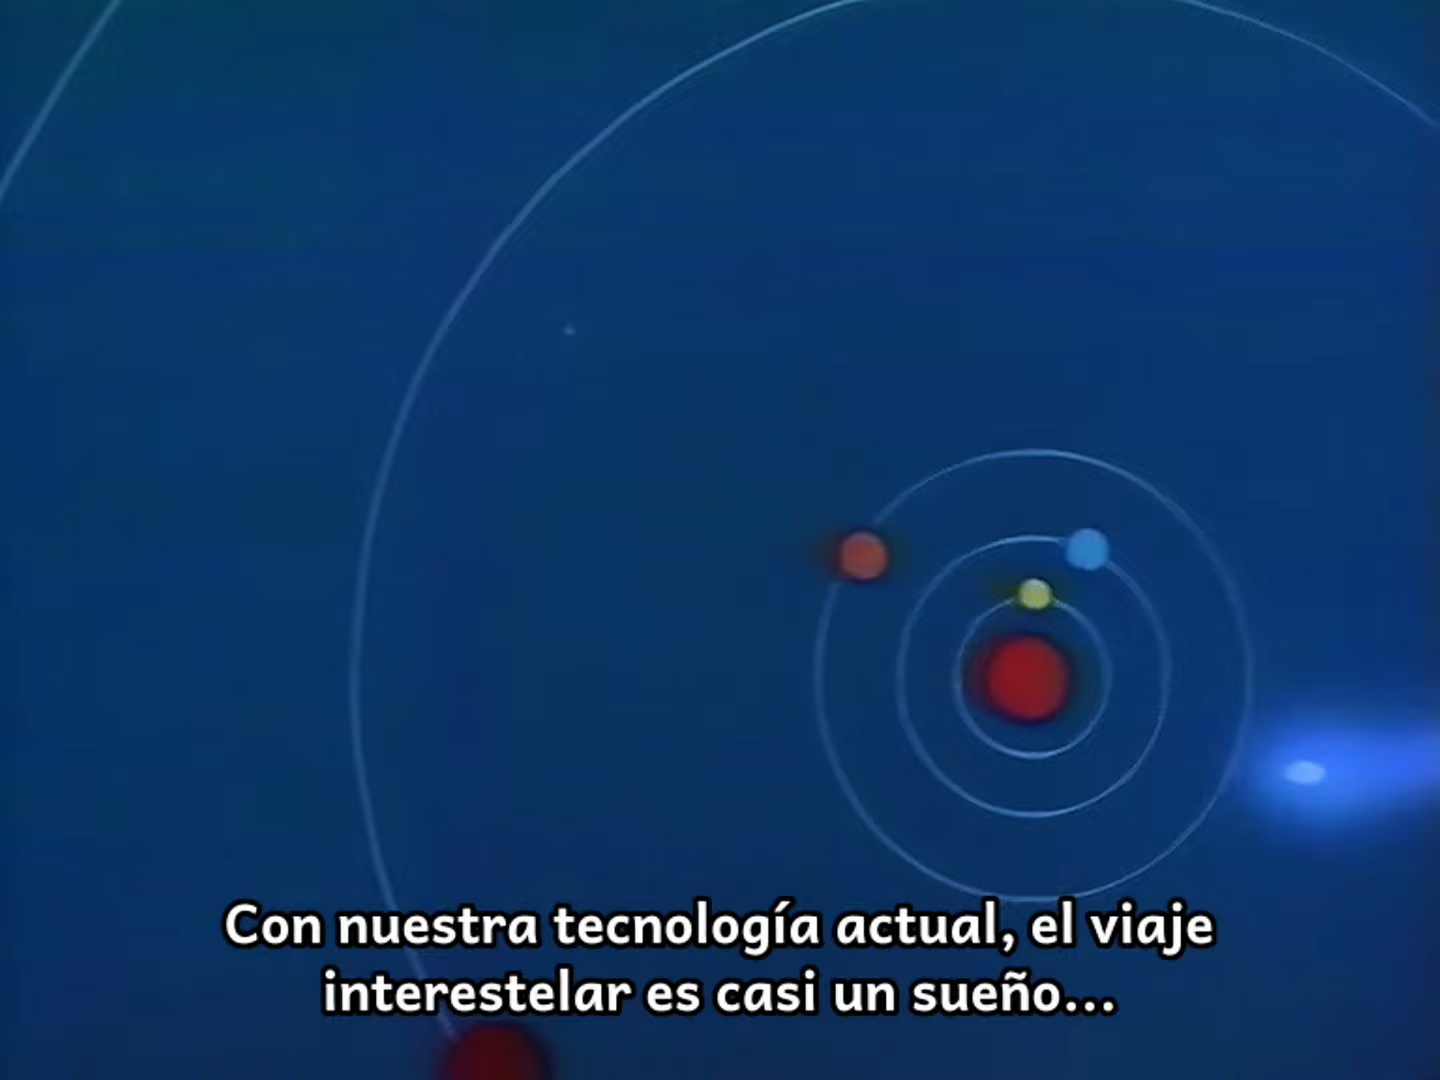 Con nuestra tecnología actual, el viaje
interestelar es casi un sueño...